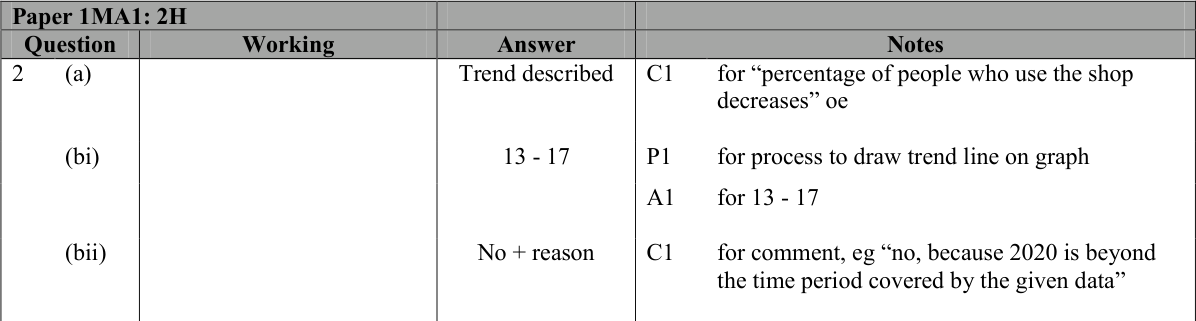 Paper 1MA1: 2H
Question Working Answer Notes
2 (a) Trend described C1 for “percentage of people who use the shop
decreases” oe
(bi) 13 - 17 P1 for process to draw trend line on graph
A1 for 13 - 17
(bii) No + reason C1 for comment, eg “no, because 2020 is beyond
the time period covered by the given data”